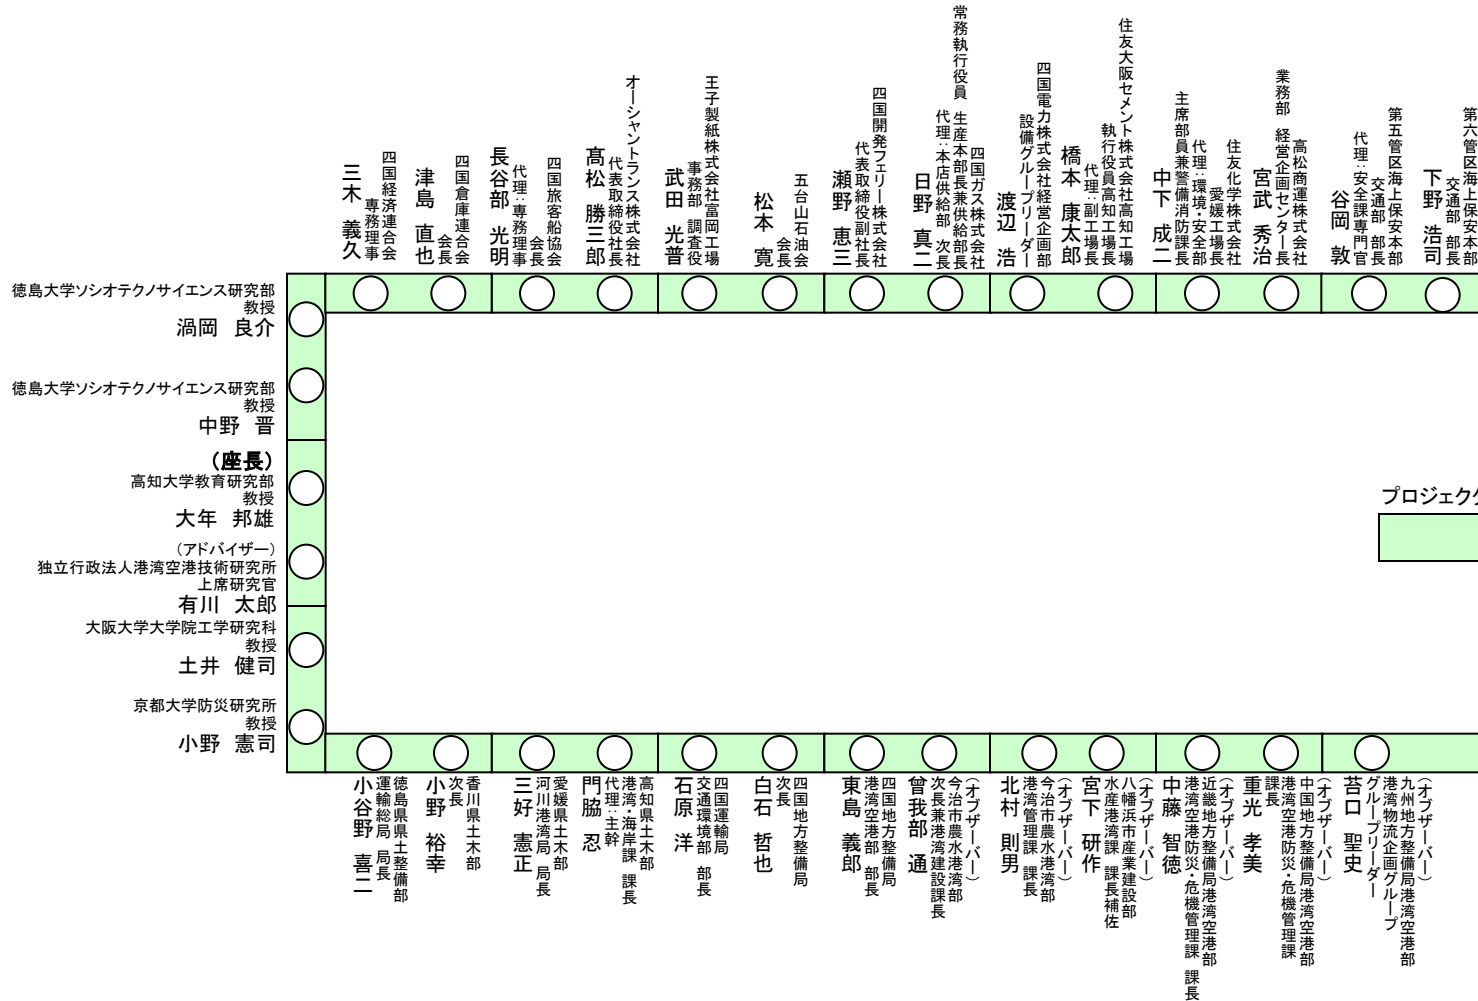 四国経済連合会
専務理事
三木 義久
四国倉庫連合会
会長
津島 直也
四国旅客船協会
会長
代理:専務理事
長谷部 光明
オーシャントランス株式会社
代表取締役社長
高松 勝三郎
王子製紙株式会社富岡工場
事務部 調査役
武田 光普
五台山石油会
会長
松本 寛
四国開発フェリー株式会社
代表取締役副社長
瀬野 恵三
四国ガス株式会社
常務執行役員 生産本部長兼供給部長
代理:本店供給部 次長
日野 真二
四国電力株式会社経営企画部
設備グループリーダー
渡辺 浩
住友大阪セメント株式会社高知工場
執行役員高知工場長
代理:副工場長
橋本 康太郎
住友化学株式会社
愛媛工場長
代理:環境・安全部
主席部員兼警備消防課長
中下 成二
高松商運株式会社
業務部 経営企画センター長
宮武 秀治
第五管区海上保安本部
交通部 部長
代理:安全課専門官
谷岡 敦
第六管区海上保安本部
交通部 部長
下野 浩司
徳島大学ソシオテクノサイエンス研究部
教授
渦岡 良介
徳島大学ソシオテクノサイエンス研究部
教授
中野 晋
(座長)
高知大学教育研究部
教授
大年 邦雄
(アドバイザー)
独立行政法人港湾空港技術研究所
上席研究官
有川 太郎
大阪大学大学院工学研究科
教授
土井 健司
京都大学防災研究所
教授
小野 憲司
プロジェク
徳島県県土整備部
運輸総局 局長
小谷野 喜二
香川県土木部
次長
小野 裕幸
愛媛県土木部
河川港湾局 局長
三好 憲正
高知県土木部
港湾・海岸課 課長
代理:主幹
門脇 忍
四国運輸局
交通環境部 部長
石原 洋
四国地方整備局
次長
白石 哲也
四国地方整備局
港湾空港部 部長
東島 義郎
(オブザーバー)
今治市農水港湾部
次長兼港湾建設課長
曽我部 通
(オブザーバー)
今治市農水港湾部
港湾管理課 課長
北村 則男
(オブザーバー)
八幡浜市産業建設部
水産港湾課 課長補佐
宮下 研作
(オブザーバー)
近畿地方整備局港湾空港部
港湾空港防災・危機管理課 課長
中藤 智徳
(オブザーバー)
中国地方整備局港湾空港部
港湾空港防災・危機管理課
課長
重光 孝美
(オブザーバー)
九州地方整備局港湾空港部
港湾物流企画グループ
グループリーダー
苔口 聖史